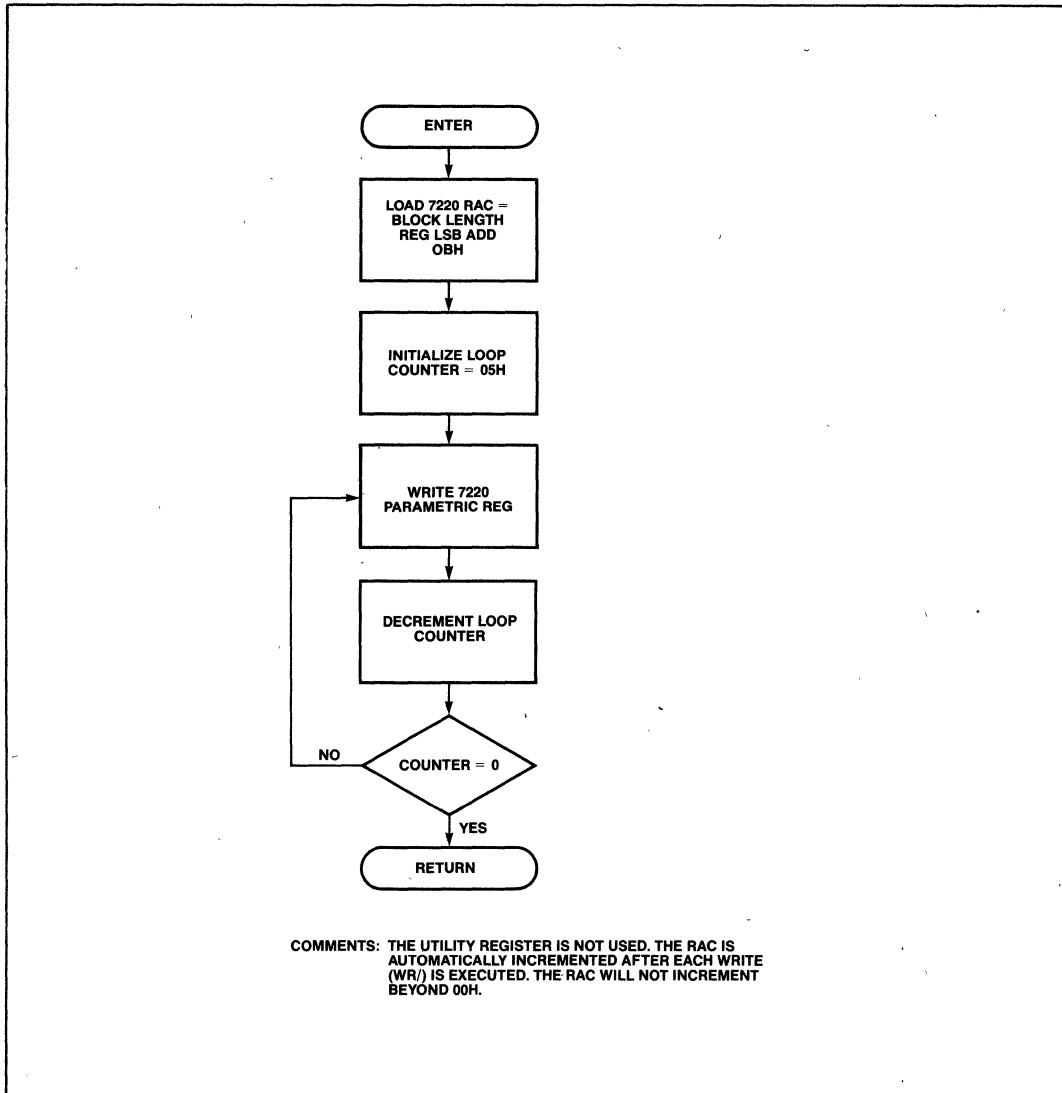 ENTER
LOAD 7220 RAC =
BLOCK LENGTH
REG LSB ADD
OBH
INITIALIZE LOOP
COUNTER = 05H
WRITE 7220
PARAMETRIC REG
DECREMENT LOOP
COUNTER
NO
COUNTER = 0
YES
RETURN
COMMENTS: THE UTILITY REGISTER IS NOT USED. THE RAC IS
AUTOMATICALLY INCREMENTED AFTER EACH WRITE
(WR/) IS EXECUTED. THE RAC WILL NOT INCREMENT
BEYOND 00H.